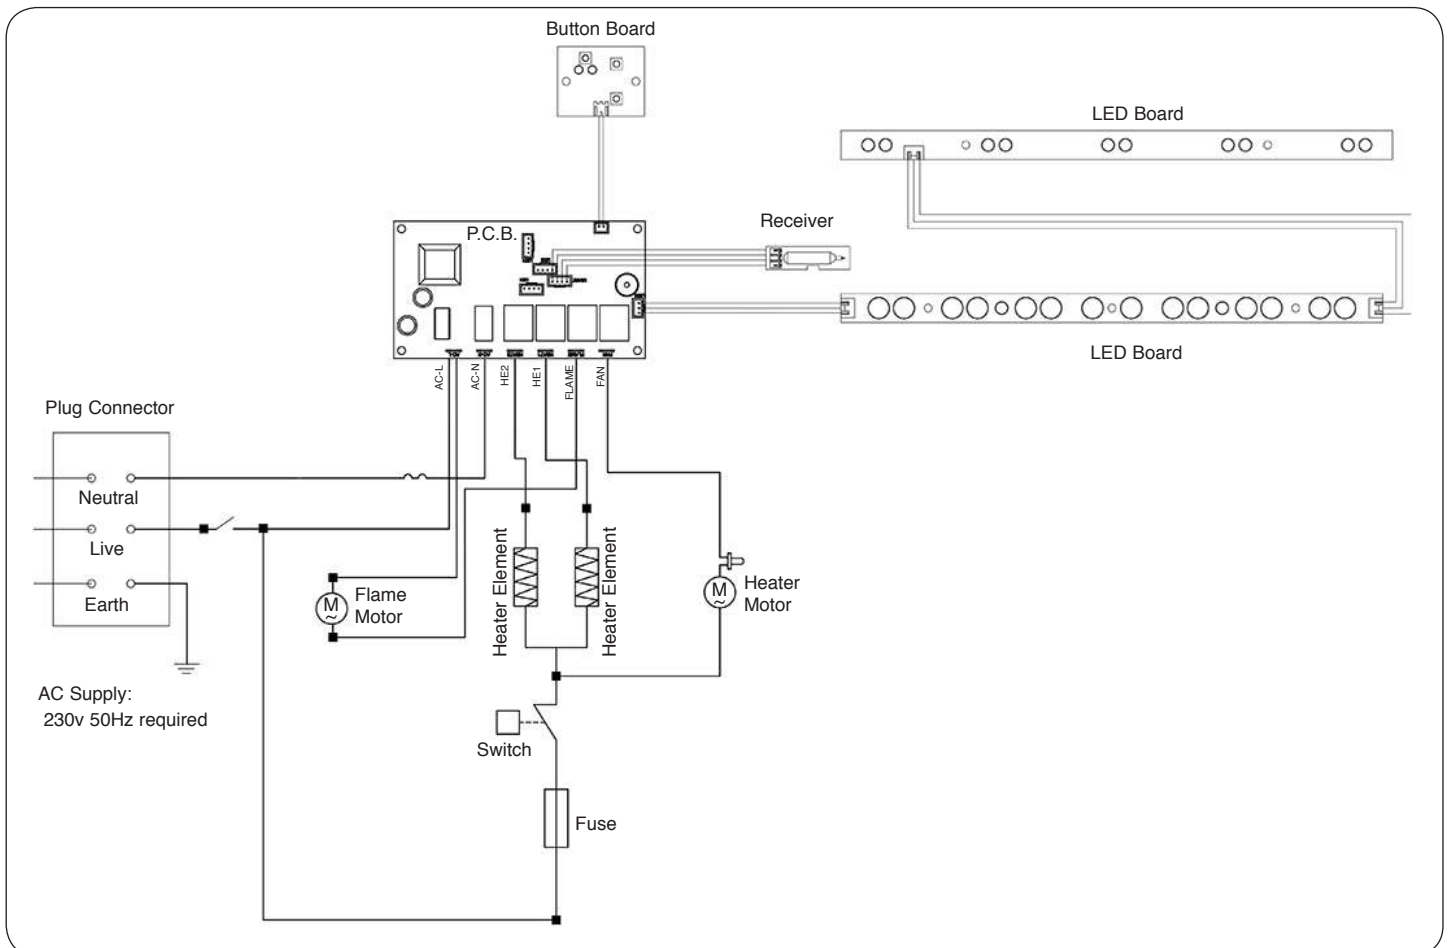 Button Board
LED Board
P.C.B.
Receiver
LED Board
AC-L
AC-N
HE2
HE1
FLAME
FAN
Plug Connector
Neutral
Live
Earth
AC Supply:
230v 50Hz required
M
~
Flame
Motor
Heater Element
Heater Element
M
~
Heater
Motor
Switch
Fuse